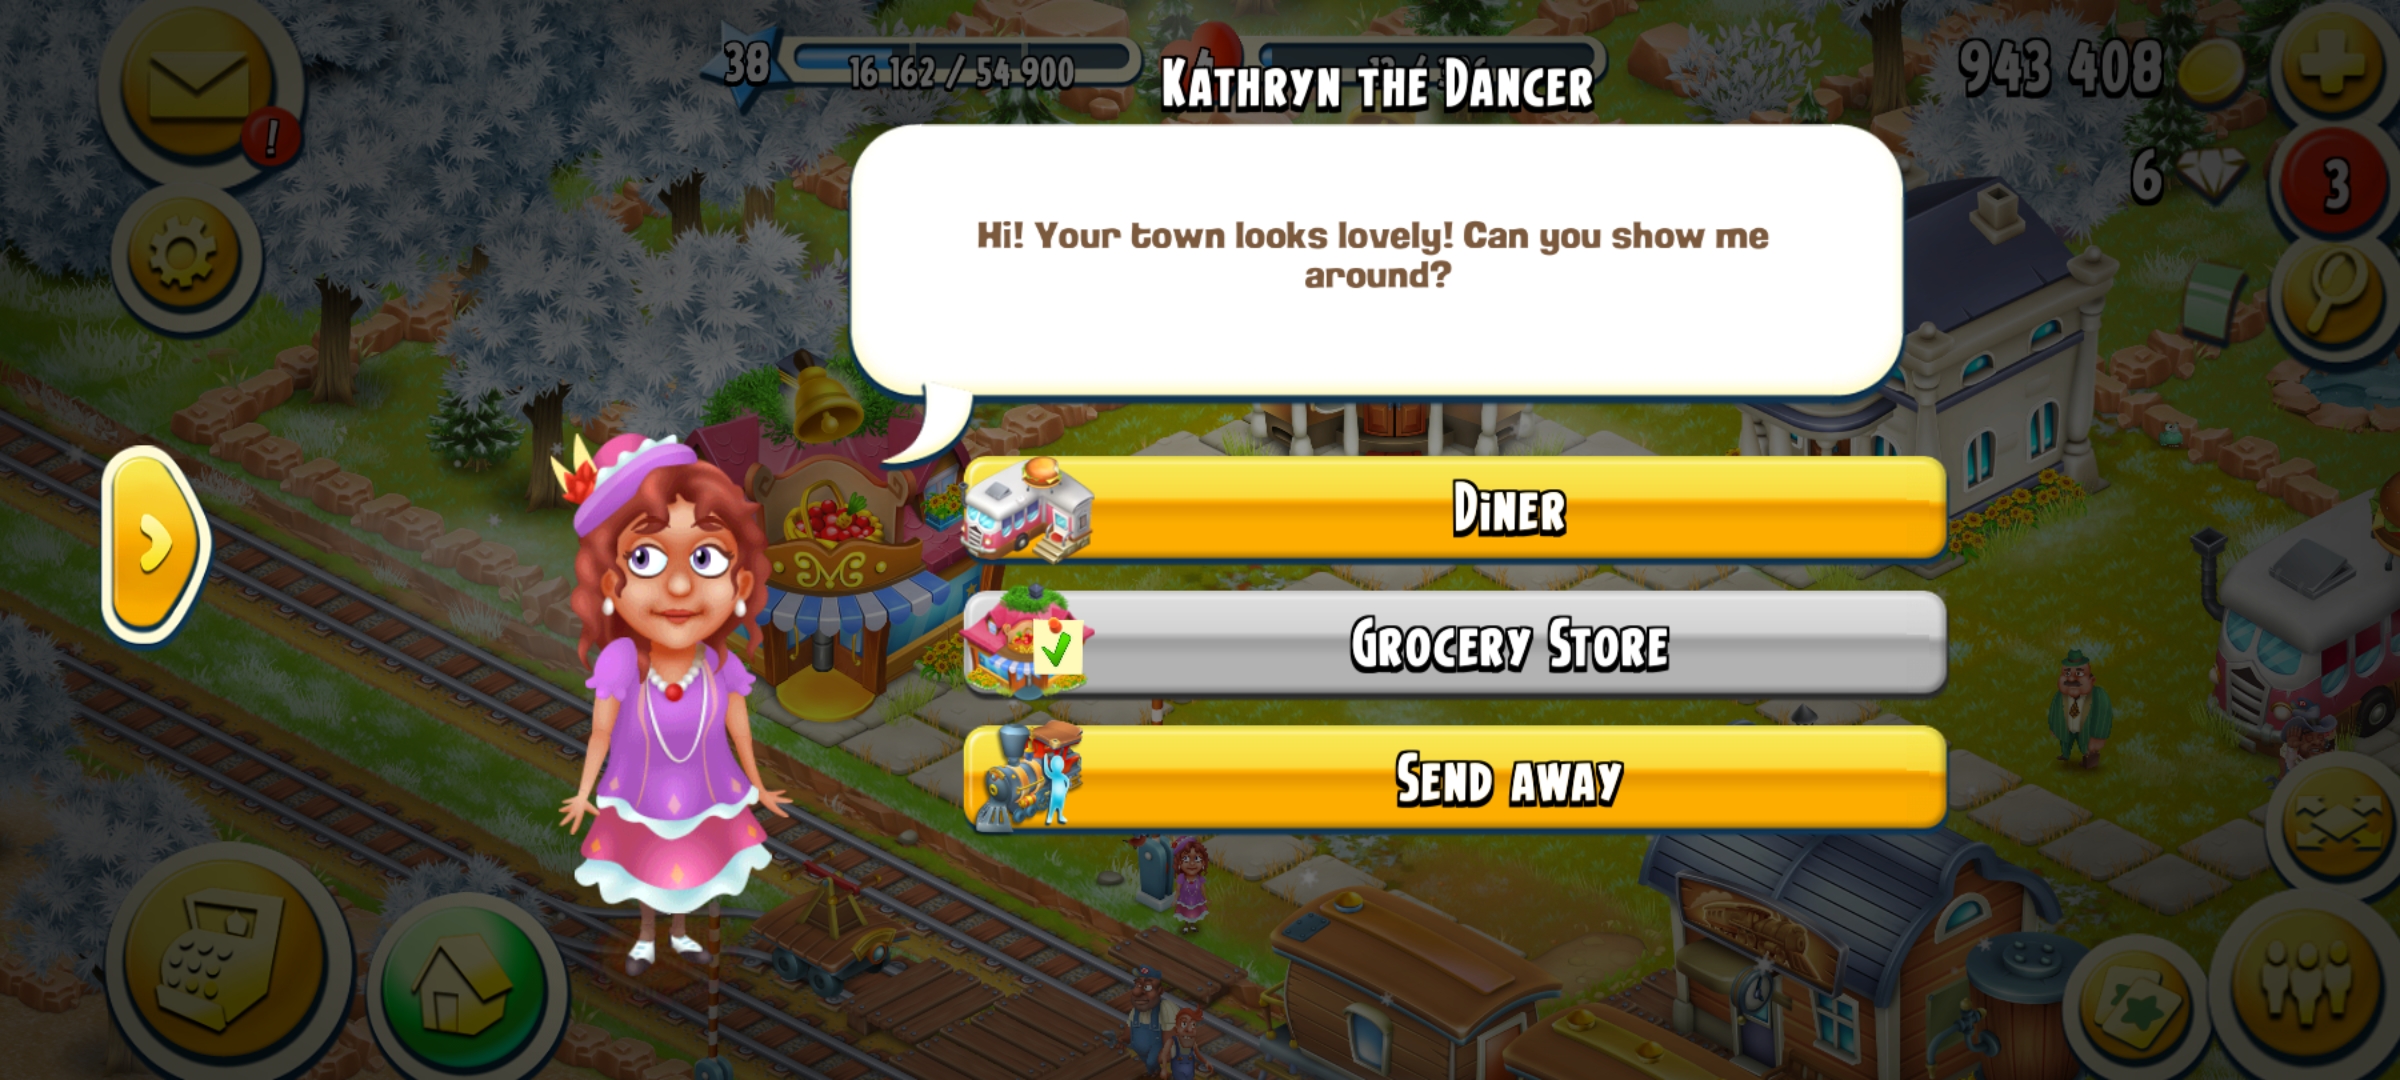 38
16 162 / 54 900
943 408
KATHRYN THE DANCER
6
3
Hi! Your town looks lovely! Can you show me
around?
DINER
GROCERY STORE
SEND AWAY